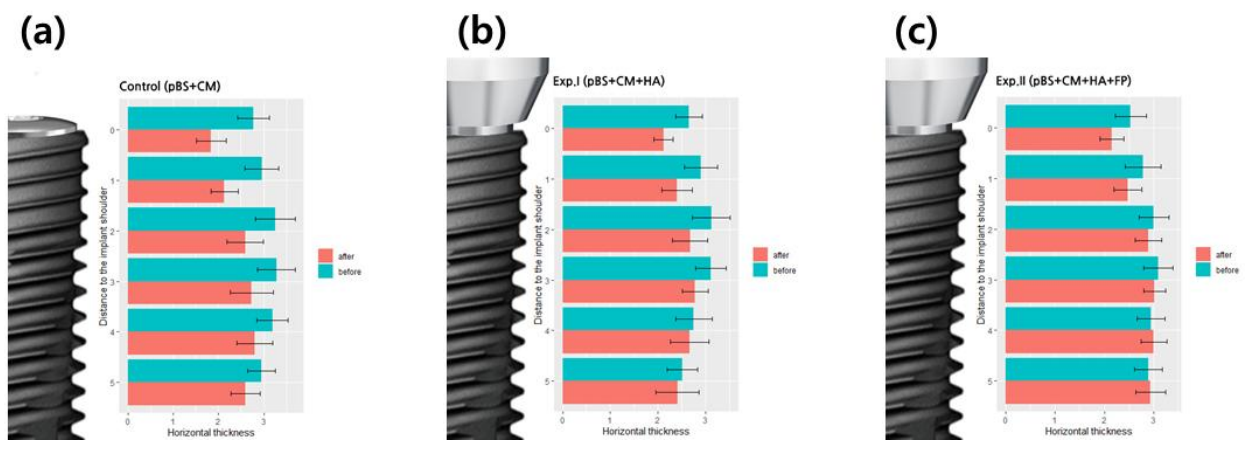 (a)
Control (pBS+CM)
Distance to the implant shoulder
0
1
2
3
4
5
0 1 2 3
Horizontal thickness
after
before
(b)
Exp.I (pBS+CM+HA)
Distance to the implant shoulder
0
1
2
3
4
5
0 1 2 3
Horizontal thickness
after
before
(c)
Exp.II (pBS+CM+HA+FP)
Distance to the implant shoulder
0
1
2
3
4
5
0 1 2 3
Horizontal thickness
after
before